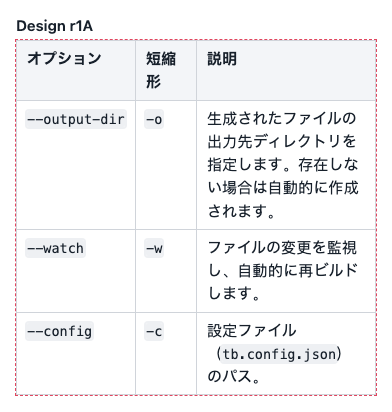 Design r1A
オプション 短縮 説明
形
--output-dir -o 生成されたファイルの
出力先ディレクトリを
指定します。存在しな
い場合は自動的に作成
されます。
--watch -w ファイルの変更を監視
し、自動的に再ビルド
します。
--config -c 設定ファイル
（tb.config.json）
のパス。